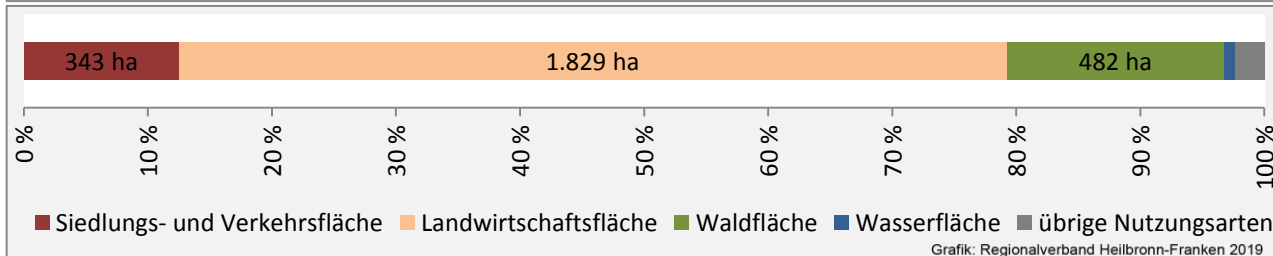 343 ha 1.829 ha 482 ha
0 % 10 % 20 % 30 % 40 % 50 % 60 % 70 % 80 % 90 % 100 %
Siedlungs- und Verkehrsfläche Landwirtschaftsfläche Waldfläche Wasserfläche übrige Nutzungsarten
Grafik: Regionalverband Heilbronn-Franken 2019